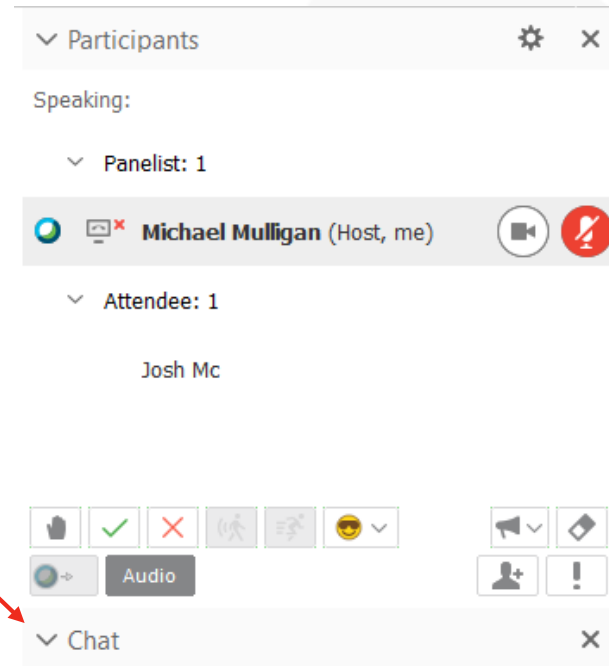 Participants
Speaking:
Panelist: 1
Michael Mulligan (Host, me)
Attendee: 1
Josh Mc
Audio
Chat